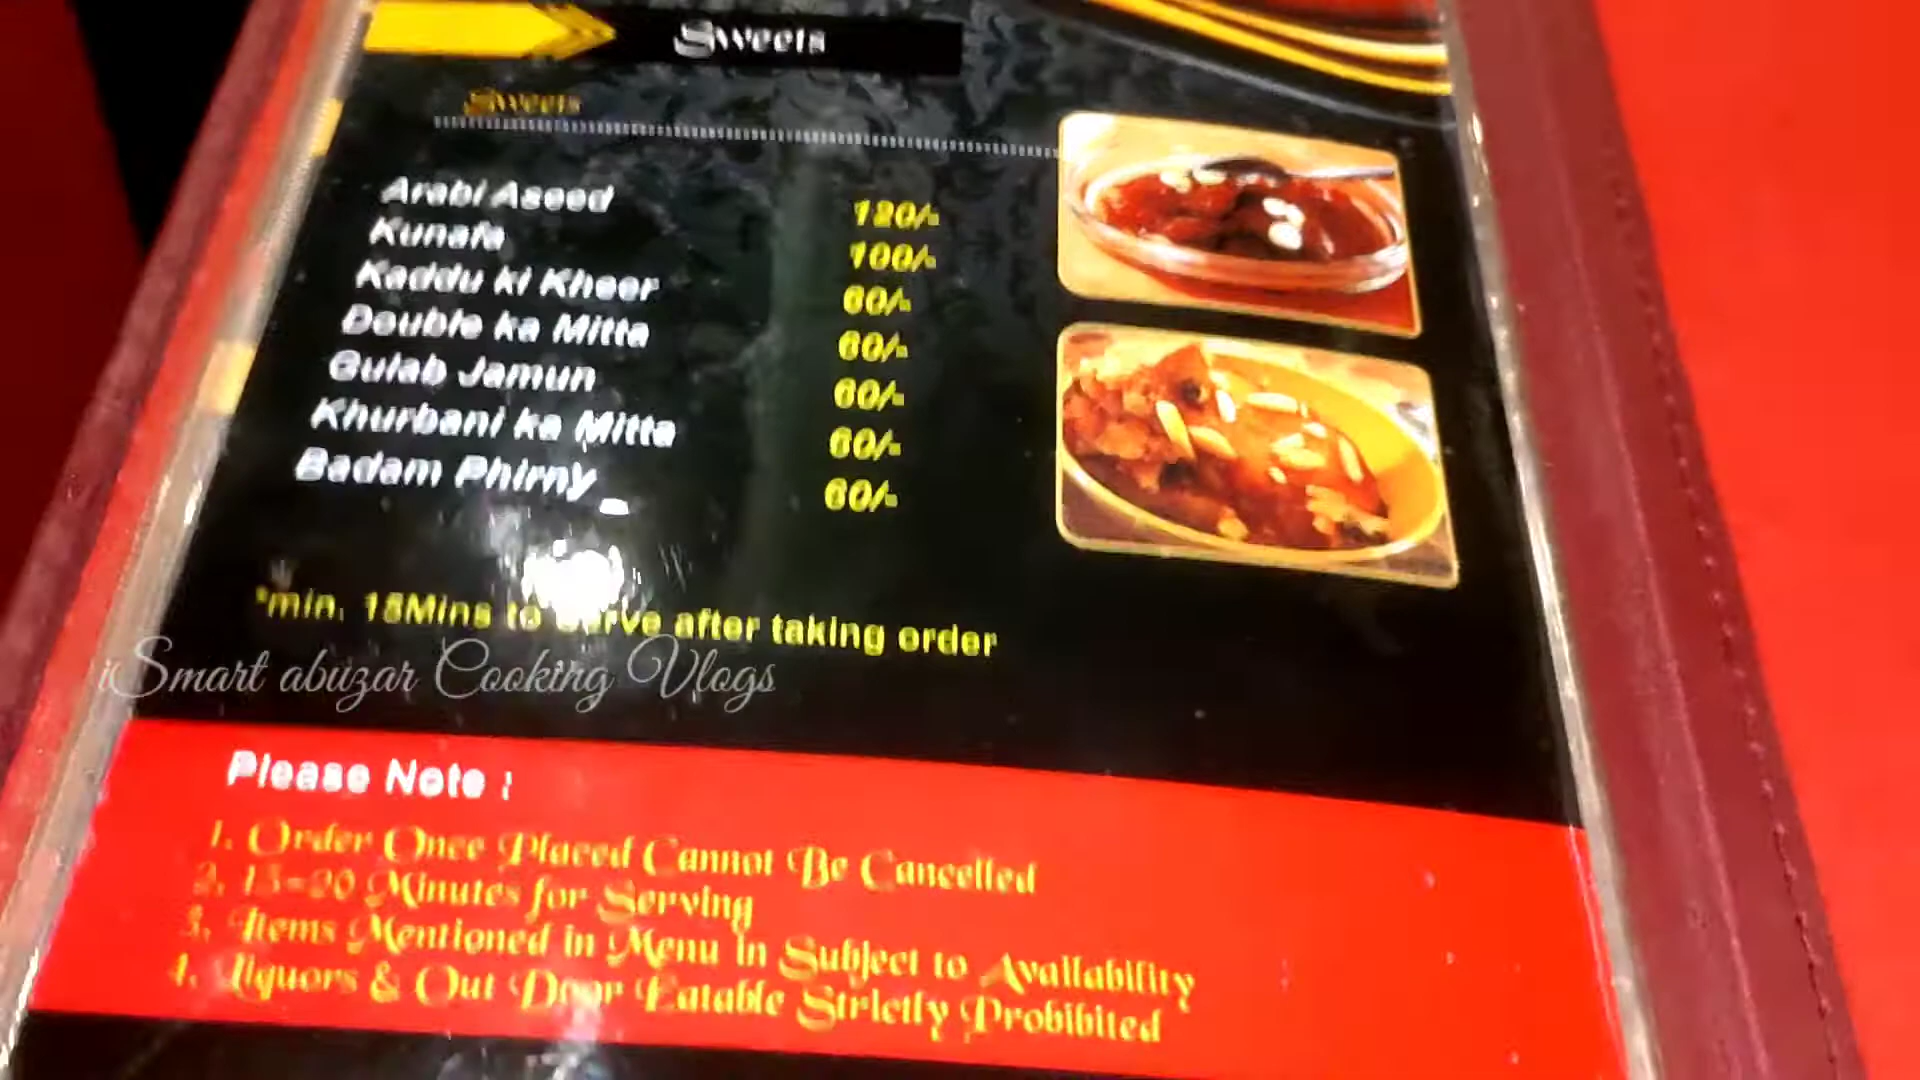 Sweets
Sweets
Arabi Aseed 120/-
Kunafa 100/-
Kaddu ki Kheer 60/-
Double ka Mitta 60/-
Gulab Jamun 60/-
Khurbani ka Mitta 60/-
Badam Phirny 60/-
*min. 15Mins to Serve after taking order
iSmart abuzar Cooking Vlogs
Please Note :
1. Order Once Placed Cannot Be Cancelled
2. 15=20 Minutes for Serving
3. Items Mentioned in Menu in Subject to Availability
4. Liquors & Out Door Eatable Strictly Prohibited